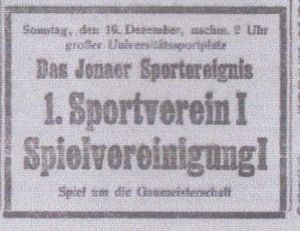 Sonntag, den 19. Dezember, nachm. 2 Uhr
großer Universitätssportplatz
Das Jenaer Sportereignis
1. Sportverein I
Spielvereinigung I
Spiel um die Gaumeisterschaft